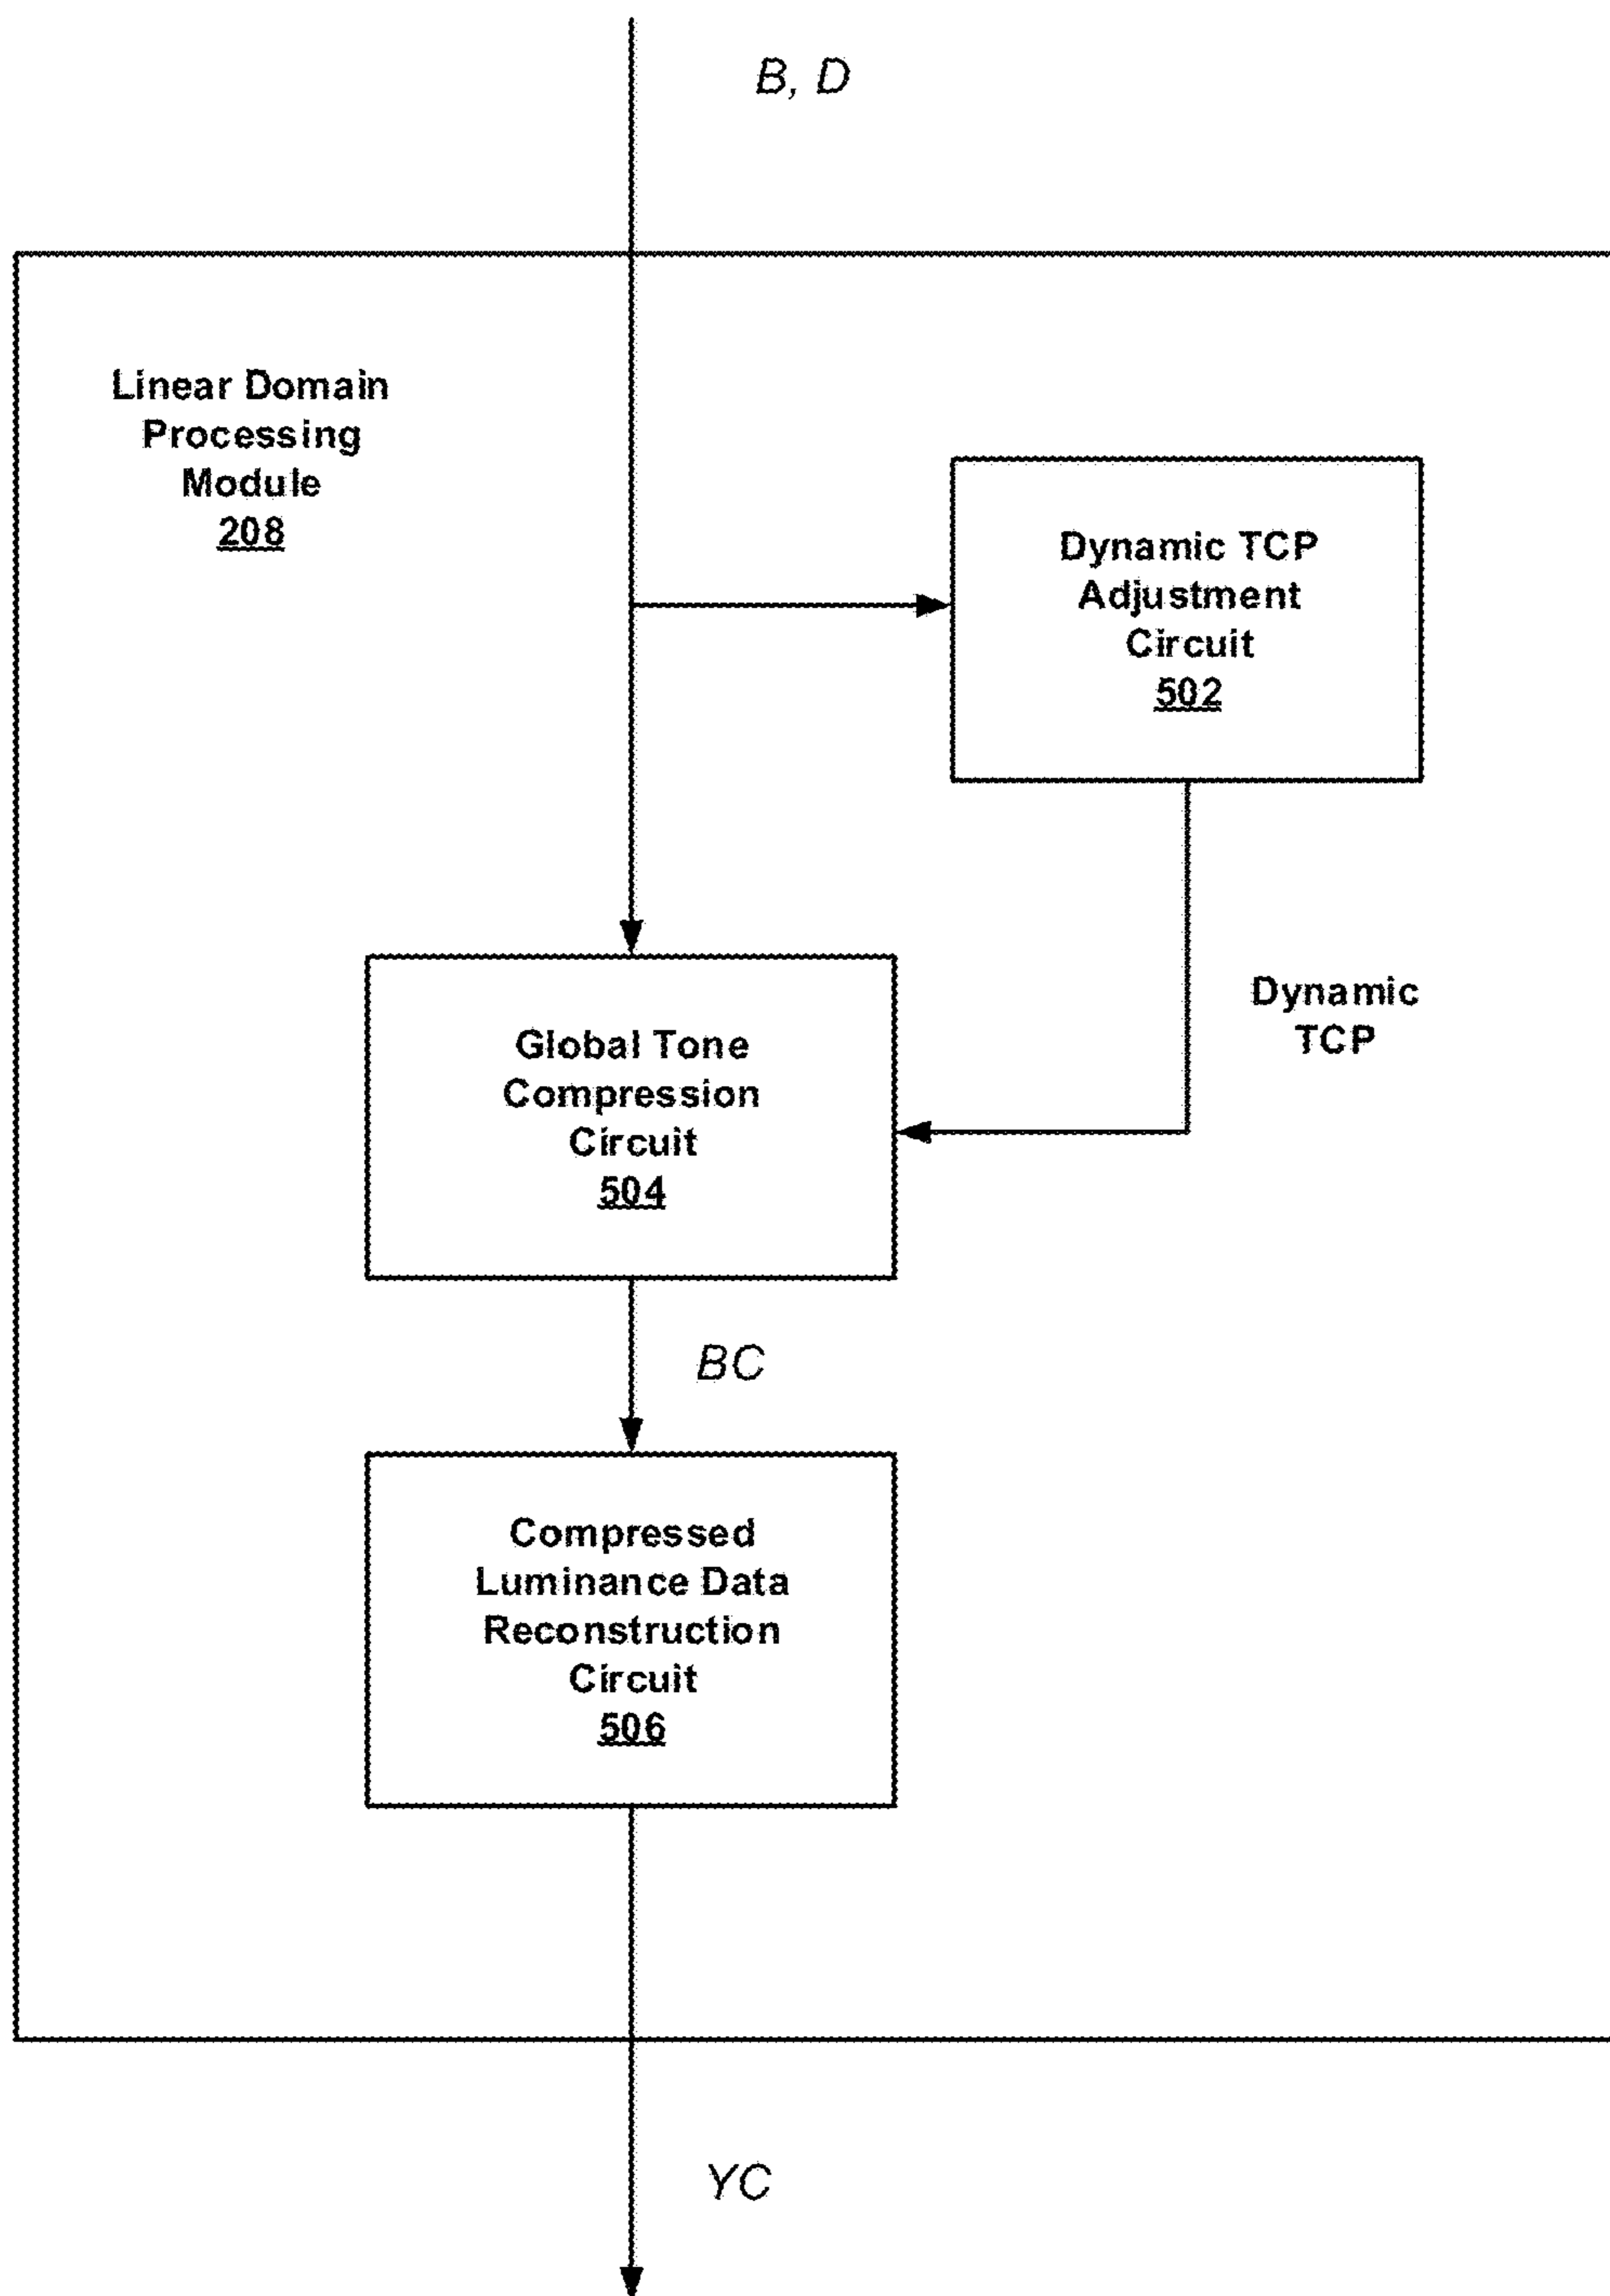 B, D
Linear Domain
Processing
Module
208
Dynamic TCP
Adjustment
Circuit
502
Dynamic
TCP
Global Tone
Compression
Circuit
504
BC
Compressed
Luminance Data
Reconstruction
Circuit
506
YC